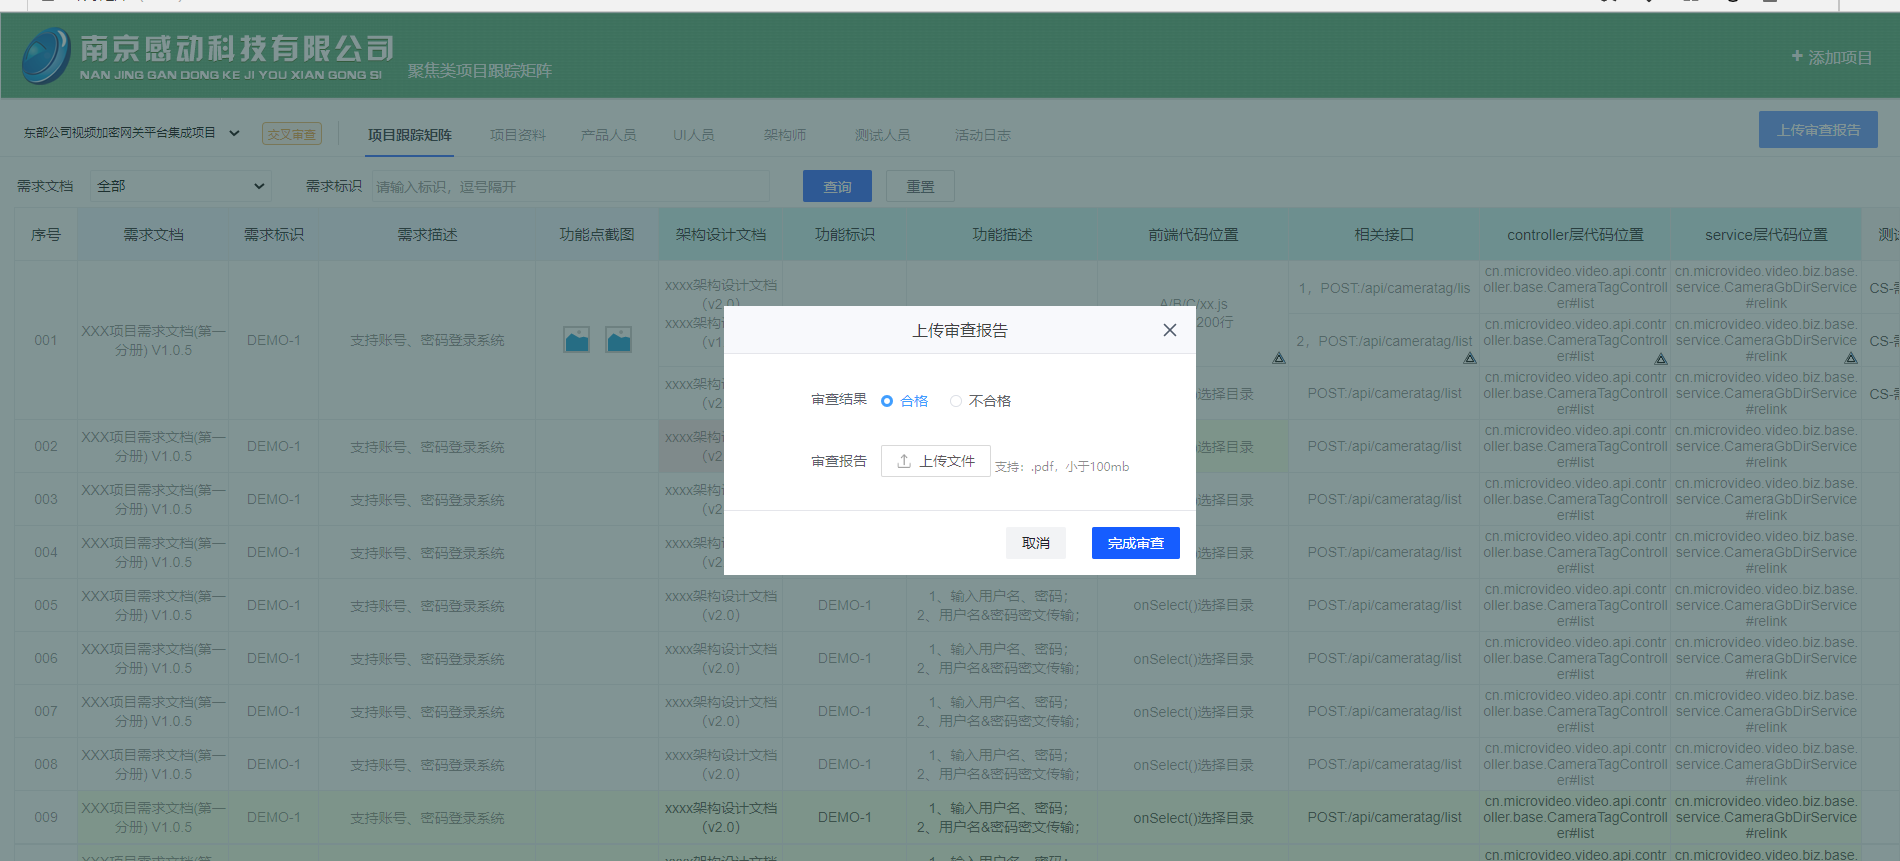 南京感动科技有限公司
NAN JING GAN DONG KE JI YOU XIAN GONG SI
聚焦类项目跟踪矩阵
+ 添加项目
东部公司视频加密网关平台集成项目 交叉审查 项目跟踪矩阵 项目资料 产品人员 UI人员 架构师 测试人员 活动日志 上传审查报告
需求文档 全部 需求标识 请输入标识，逗号隔开 查询 重置
序号 需求文档 需求标识 需求描述 功能点截图 架构设计文档 功能标识 功能描述 前端代码位置 相关接口 controller层代码位置 service层代码位置
001 XXX项目需求文档(第一分册) V1.0.5 DEMO-1 支持账号、密码登录系统
xxxx架构设计文档
(v2.0)
A/B/C/xx.js
200行
1，POST:/api/cameratag/lis
cn.microvideo.video.api.controller.base.CameraTagController#list
cn.microvideo.video.biz.base.service.CameraGbDirService#relink
2，POST:/api/cameratag/list
cn.microvideo.video.api.controller.base.CameraTagController#list
cn.microvideo.video.biz.base.service.CameraGbDirService#relink
选择目录 POST:/api/cameratag/list
cn.microvideo.video.api.controller.base.CameraTagController#list
cn.microvideo.video.biz.base.service.CameraGbDirService#relink
上传审查报告
审查结果 合格 不合格
审查报告 上传文件 支持：.pdf，小于100mb
取消 完成审查
002 XXX项目需求文档(第一分册) V1.0.5 DEMO-1 支持账号、密码登录系统 选择目录 POST:/api/cameratag/list cn.microvideo.video.api.controller.base.CameraTagController#list cn.microvideo.video.biz.base.service.CameraGbDirService#relink
003 XXX项目需求文档(第一分册) V1.0.5 DEMO-1 支持账号、密码登录系统 选择目录 POST:/api/cameratag/list cn.microvideo.video.api.controller.base.CameraTagController#list cn.microvideo.video.biz.base.service.CameraGbDirService#relink
004 XXX项目需求文档(第一分册) V1.0.5 DEMO-1 支持账号、密码登录系统 选择目录 POST:/api/cameratag/list cn.microvideo.video.api.controller.base.CameraTagController#list cn.microvideo.video.biz.base.service.CameraGbDirService#relink
005 XXX项目需求文档(第一分册) V1.0.5 DEMO-1 支持账号、密码登录系统 xxxx架构设计文档 (v2.0) DEMO-1 1、输入用户名、密码； 2、用户名&密码密文传输； onSelect()选择目录 POST:/api/cameratag/list cn.microvideo.video.api.controller.base.CameraTagController#list cn.microvideo.video.biz.base.service.CameraGbDirService#relink
006 XXX项目需求文档(第一分册) V1.0.5 DEMO-1 支持账号、密码登录系统 xxxx架构设计文档 (v2.0) DEMO-1 1、输入用户名、密码； 2、用户名&密码密文传输； onSelect()选择目录 POST:/api/cameratag/list cn.microvideo.video.api.controller.base.CameraTagController#list cn.microvideo.video.biz.base.service.CameraGbDirService#relink
007 XXX项目需求文档(第一分册) V1.0.5 DEMO-1 支持账号、密码登录系统 xxxx架构设计文档 (v2.0) DEMO-1 1、输入用户名、密码； 2、用户名&密码密文传输； onSelect()选择目录 POST:/api/cameratag/list cn.microvideo.video.api.controller.base.CameraTagController#list cn.microvideo.video.biz.base.service.CameraGbDirService#relink
008 XXX项目需求文档(第一分册) V1.0.5 DEMO-1 支持账号、密码登录系统 xxxx架构设计文档 (v2.0) DEMO-1 1、输入用户名、密码； 2、用户名&密码密文传输； onSelect()选择目录 POST:/api/cameratag/list cn.microvideo.video.api.controller.base.CameraTagController#list cn.microvideo.video.biz.base.service.CameraGbDirService#relink
009 XXX项目需求文档(第一分册) V1.0.5 DEMO-1 支持账号、密码登录系统 xxxx架构设计文档 (v2.0) DEMO-1 1、输入用户名、密码； 2、用户名&密码密文传输； onSelect()选择目录 POST:/api/cameratag/list cn.microvideo.video.api.controller.base.CameraTagController#list cn.microvideo.video.biz.base.service.CameraGbDirService#relink